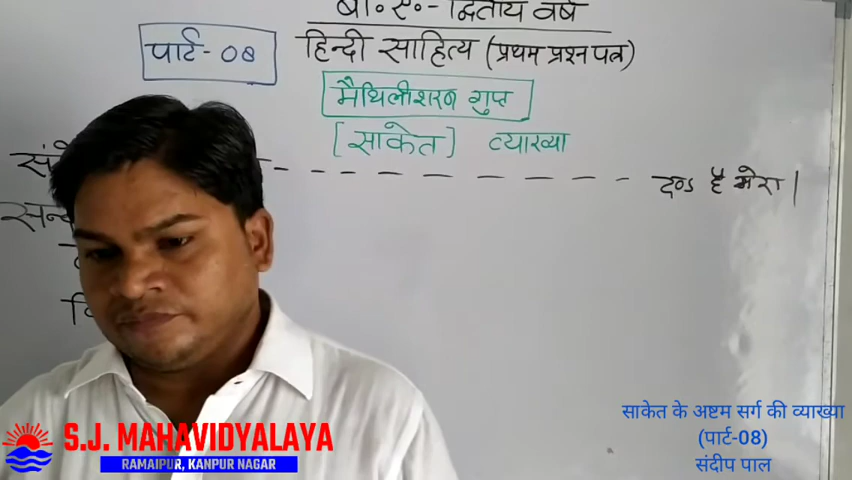 बी॰ ए॰ - द्वितीय वर्ष
पार्ट - 08
हिन्दी साहित्य (प्रथम प्रश्न पत्र)
मैथिलीशरण गुप्त
[साकेत] व्याख्या
दण्ड है मेरा |
साकेत के अष्टम सर्ग की व्याख्या
(पार्ट-08)
संदीप पाल
S.J. MAHAVIDYALAYA
RAMAIPUR, KANPUR NAGAR